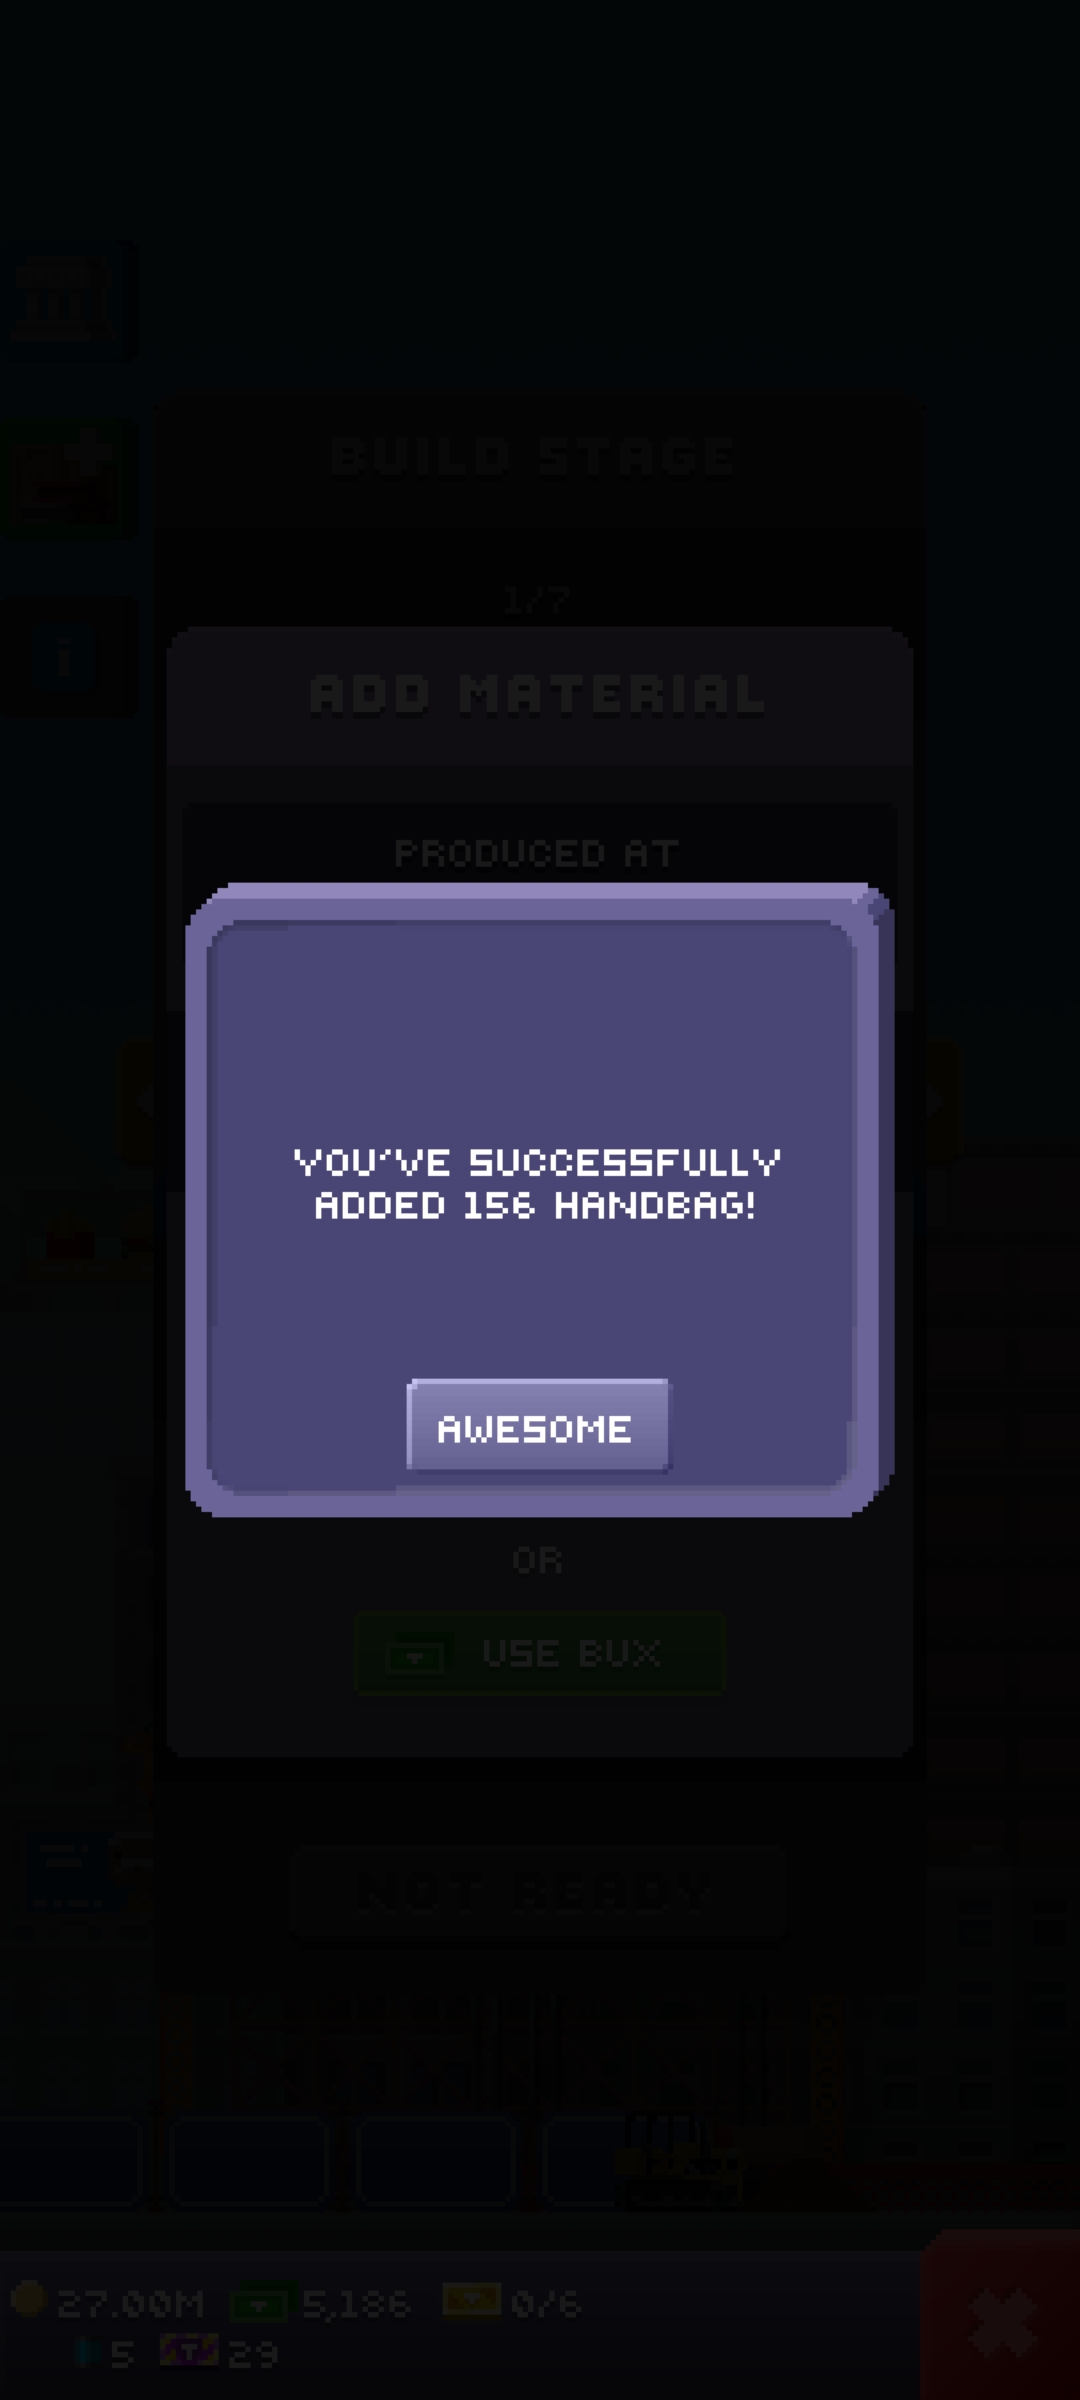 BUILD STAGE
1/7
ADD MATERIAL
PRODUCED AT
YOU'VE SUCCESSFULLY
ADDED 156 HANDBAG!
AWESOME
OR
USE BUX
NOT READY
27.00M 5,186 0/6
5 29